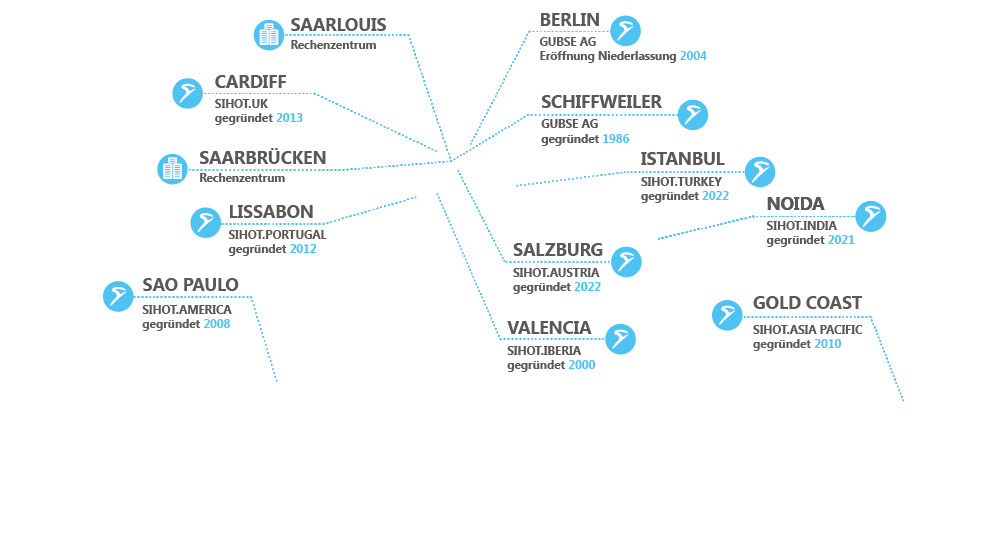 SAARLOUIS
Rechenzentrum
BERLIN
GUBSE AG
Eröffnung Niederlassung 2004
CARDIFF
SIHOT.UK
gegründet 2013
SCHIFFWEILER
GUBSE AG
gegründet 1986
SAARBRÜCKEN
Rechenzentrum
ISTANBUL
SIHOT.TURKEY
gegründet 2022
NOIDA
SIHOT.INDIA
gegründet 2021
LISSABON
SIHOT.PORTUGAL
gegründet 2012
SALZBURG
SIHOT.AUSTRIA
gegründet 2022
SAO PAULO
SIHOT.AMERICA
gegründet 2008
GOLD COAST
SIHOT.ASIA PACIFIC
gegründet 2010
VALENCIA
SIHOT.IBERIA
gegründet 2000